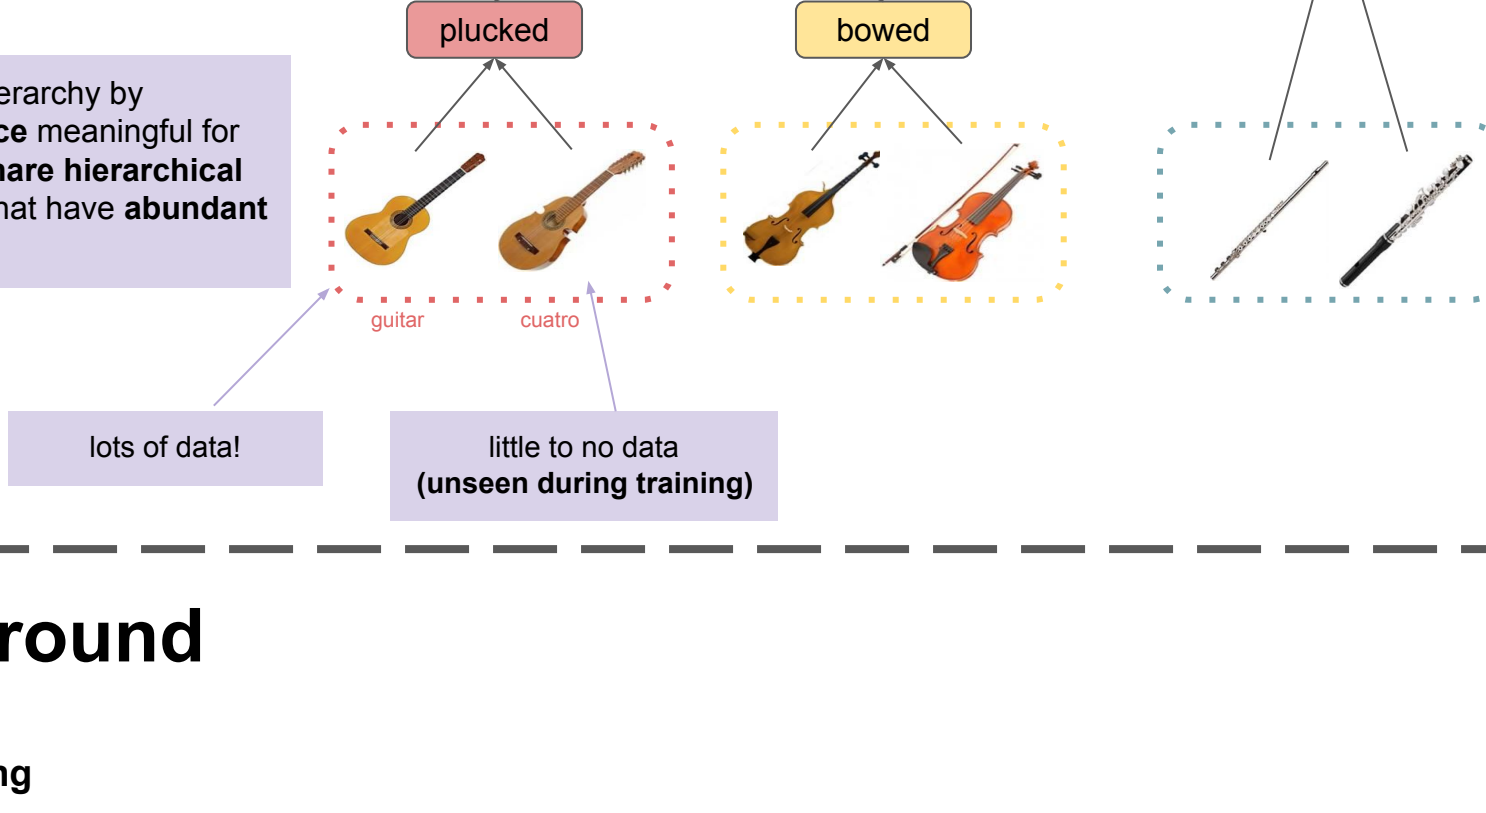 plucked
bowed
erarchy by
ce meaningful for
nare hierarchical
hat have abundant
guitar
cuatro
lots of data!
little to no data
(unseen during training)
round
ng